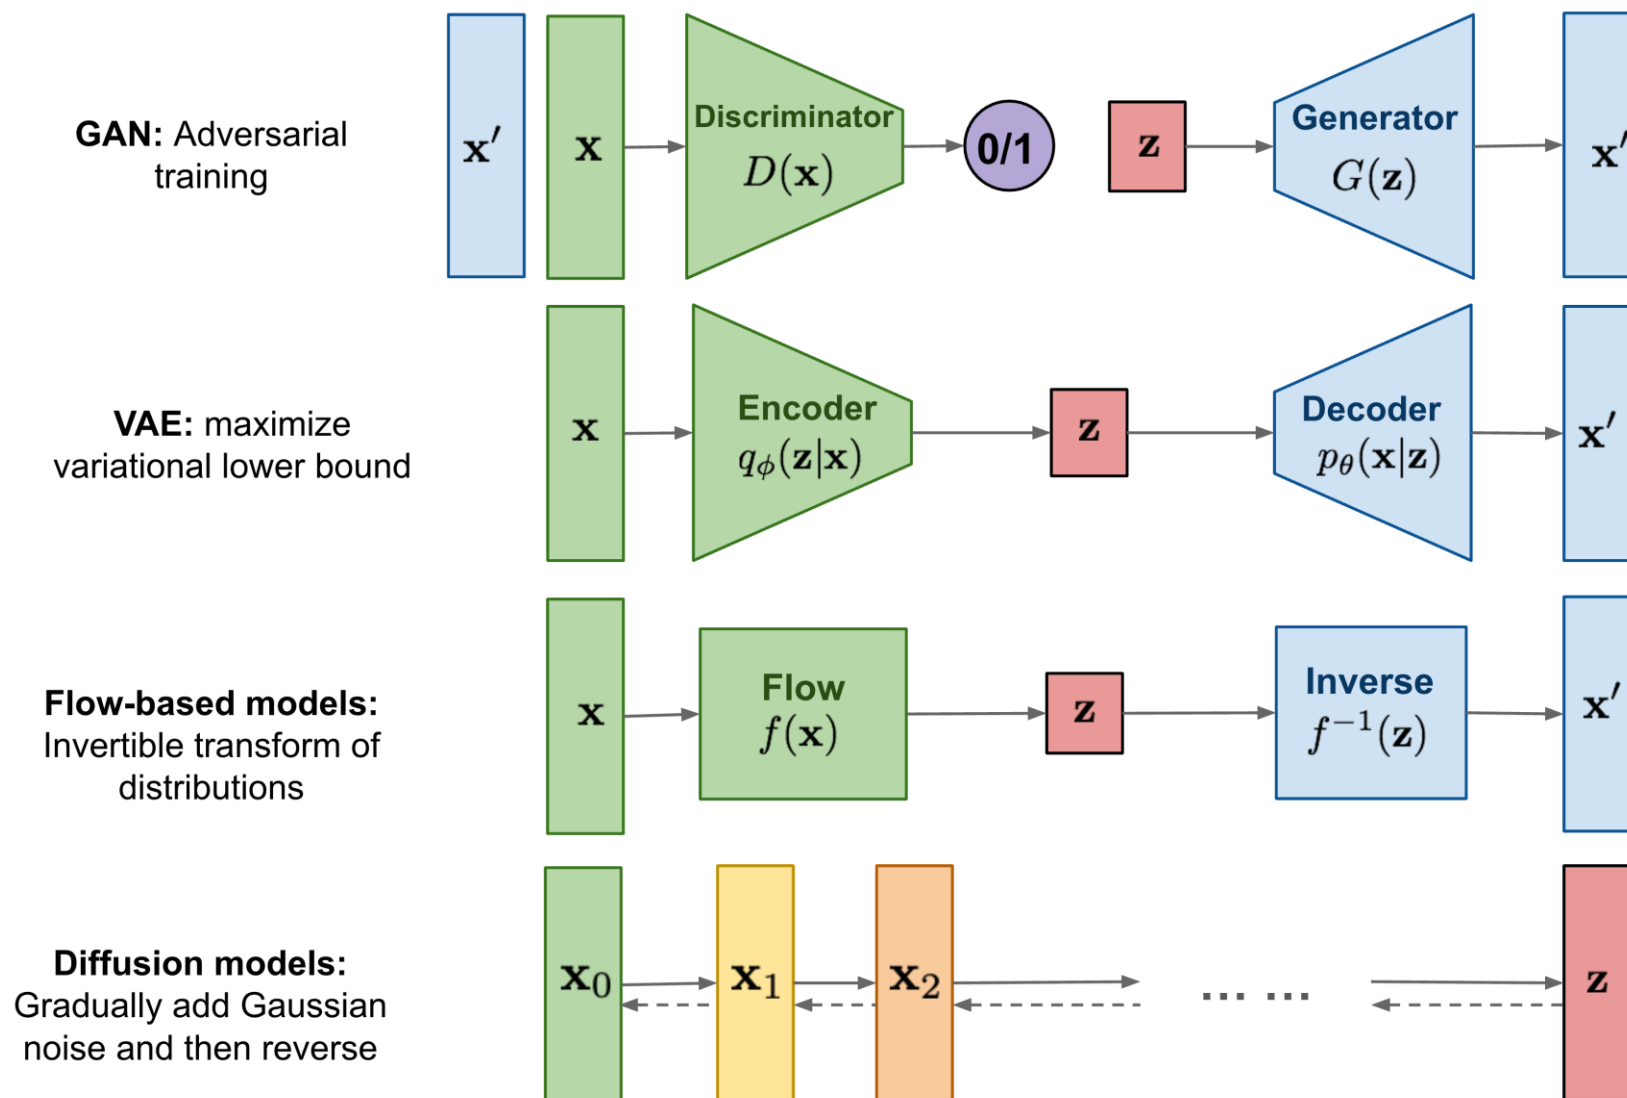 GAN: Adversarial
training
x′
x
Discriminator
D(x)
0/1
z
Generator
G(z)
x′
VAE: maximize
variational lower bound
x
Encoder
qϕ(z|x)
z
Decoder
pθ(x|z)
x′
Flow-based models:
Invertible transform of
distributions
x
Flow
f(x)
z
Inverse
f⁻¹(z)
x′
Diffusion models:
Gradually add Gaussian
noise and then reverse
x₀
x₁
x₂
... ...
z